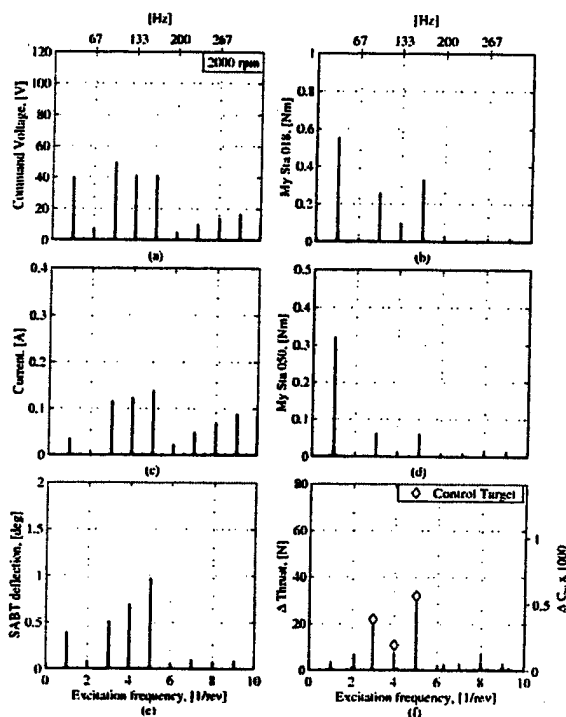 [Hz]
67 133 200 267
[Hz]
67 133 200 267
2000 rpm
Command Voltage, [V]
120
100
80
60
40
20
0
(a)
My Sta 018, [Nm]
1
0.8
0.6
0.4
0.2
0
(b)
Current, [A]
0.4
0.3
0.2
0.1
0
(c)
My Sta 050, [Nm]
0.5
0.4
0.3
0.2
0.1
0
(d)
SABT deflection, [deg]
2
1.5
1
0.5
0
0 2 4 6 8 10
Excitation frequency, [1/rev]
(e)
Control Target
Δ Thrust, [N]
80
60
40
20
0
1
0.5
0
x 1000
0 2 4 6 8 10
Excitation frequency, [1/rev]
(f)